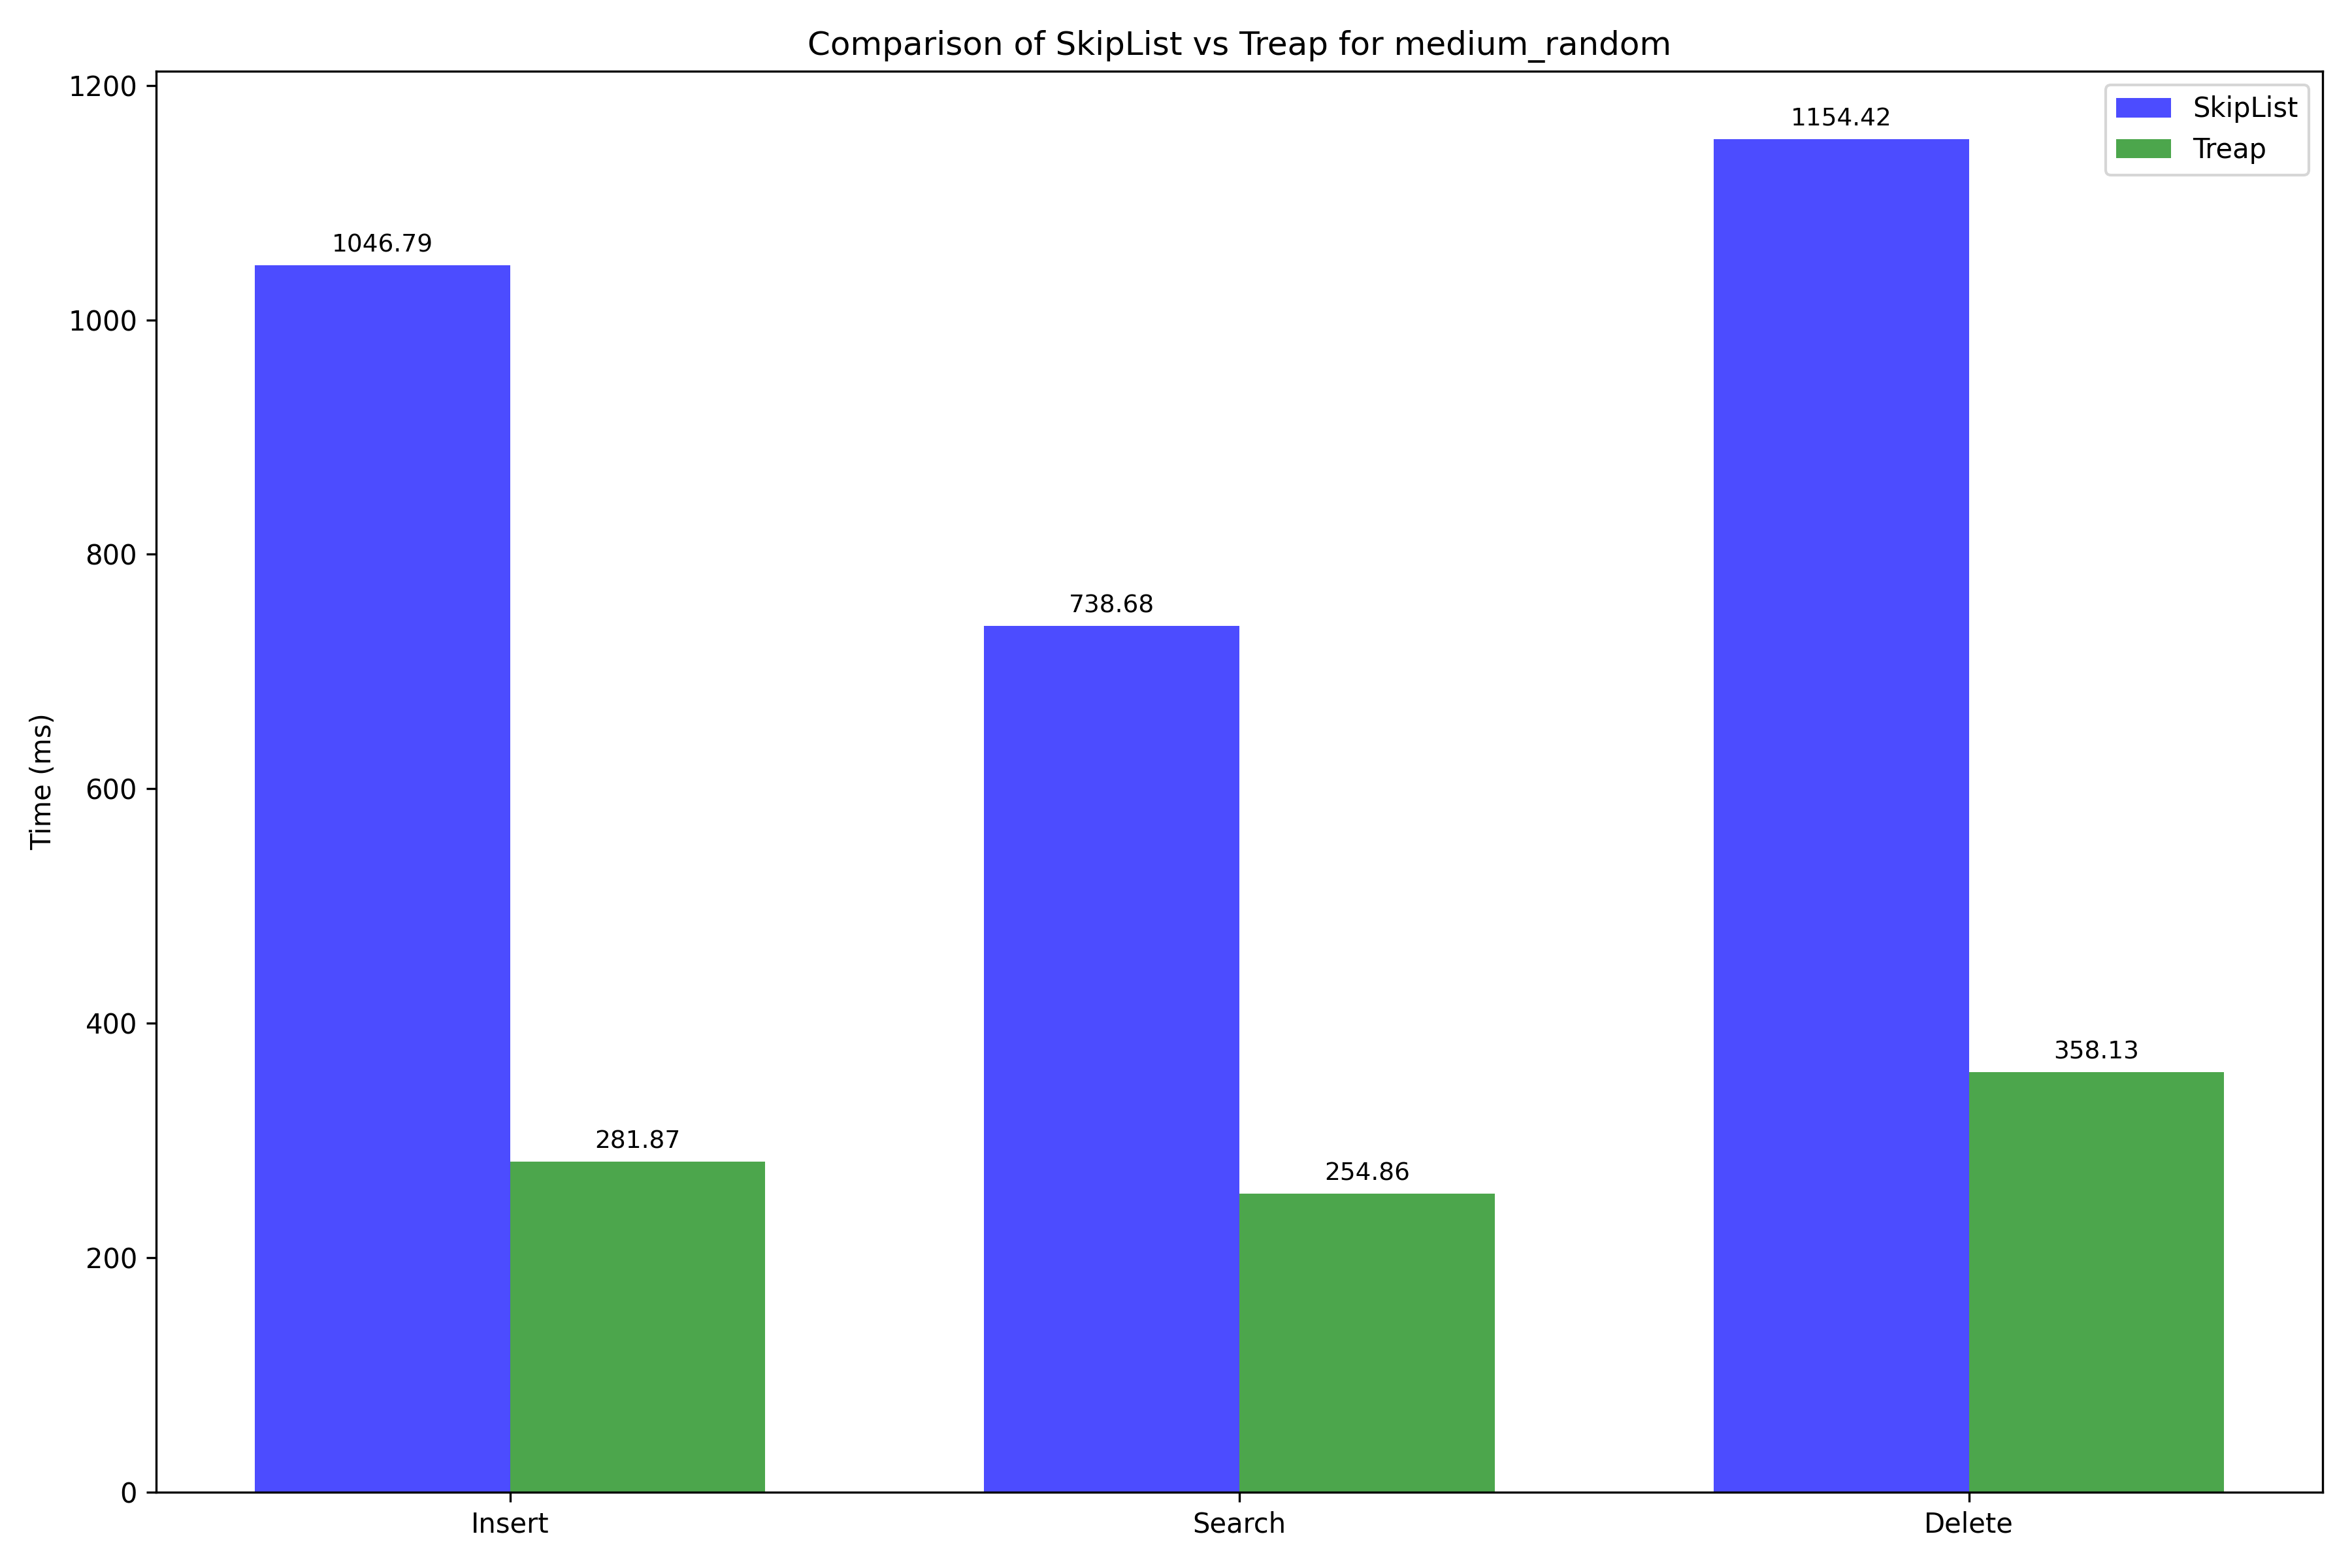 Comparison of SkipList vs Treap for medium_random
SkipList
Treap
Time (ms)
1200
1000
800
600
400
200
0
1046.79
281.87
738.68
254.86
1154.42
358.13
Insert
Search
Delete